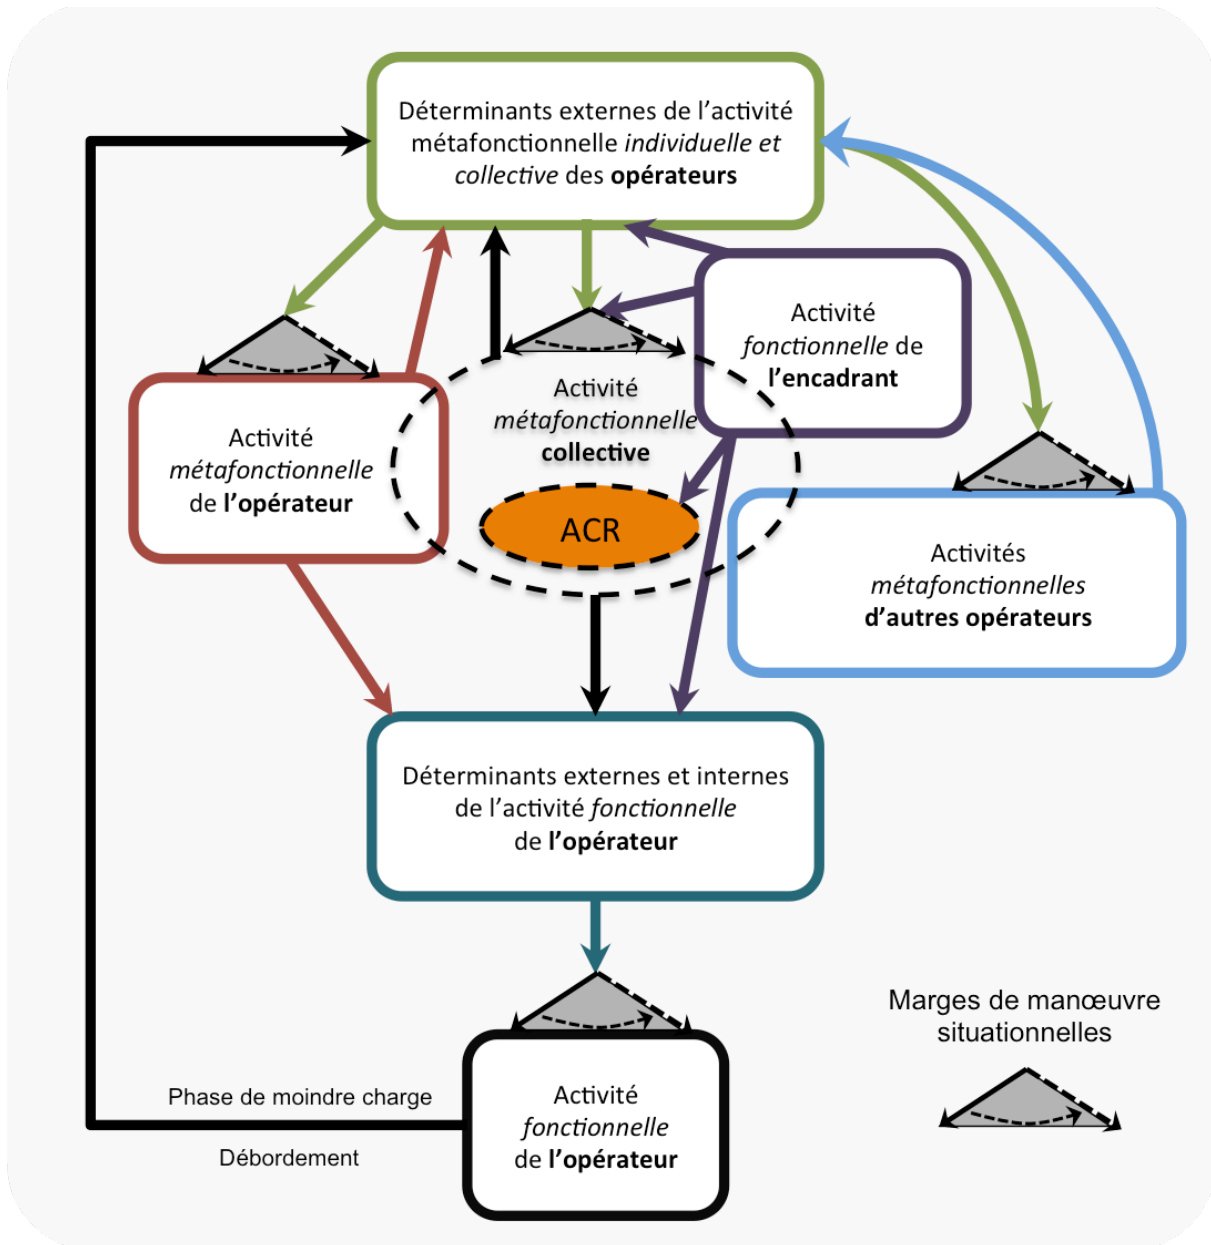 Déterminants externes de l’activité
métafonctionnelle individuelle et
collective des opérateurs
Activité
fonctionnelle de
l’encadrant
Activité
métafonctionnelle
collective
ACR
Activité
métafonctionnelle
de l’opérateur
Activités
métafonctionnelles
d’autres opérateurs
Déterminants externes et internes
de l’activité fonctionnelle
de l’opérateur
Marges de manœuvre
situationnelles
Phase de moindre charge
Débordement
Activité
fonctionnelle
de l’opérateur